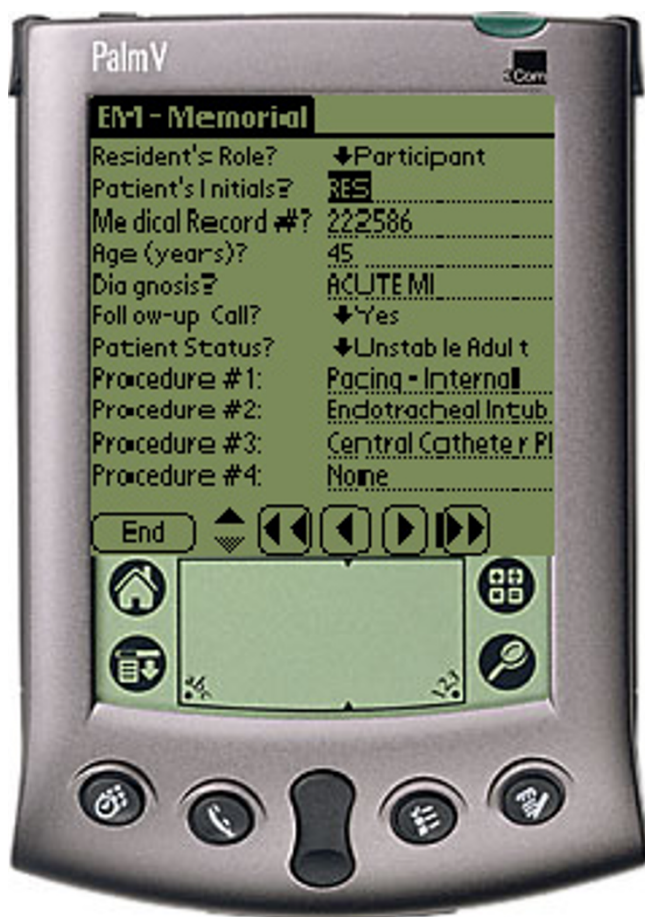 PalmV
3Com
EM - Memorial
Resident's Role? Participant
Patient's Initials? RES
Medical Record #? 222586
Age (years)? 45
Diagnosis? ACUTE MI
Follow-up Call? Yes
Patient Status? Unstable Adult
Procedure #1: Pacing - Internal
Procedure #2: Endotracheal Intub
Procedure #3: Central Catheter Pl
Procedure #4: None
End
abc 123